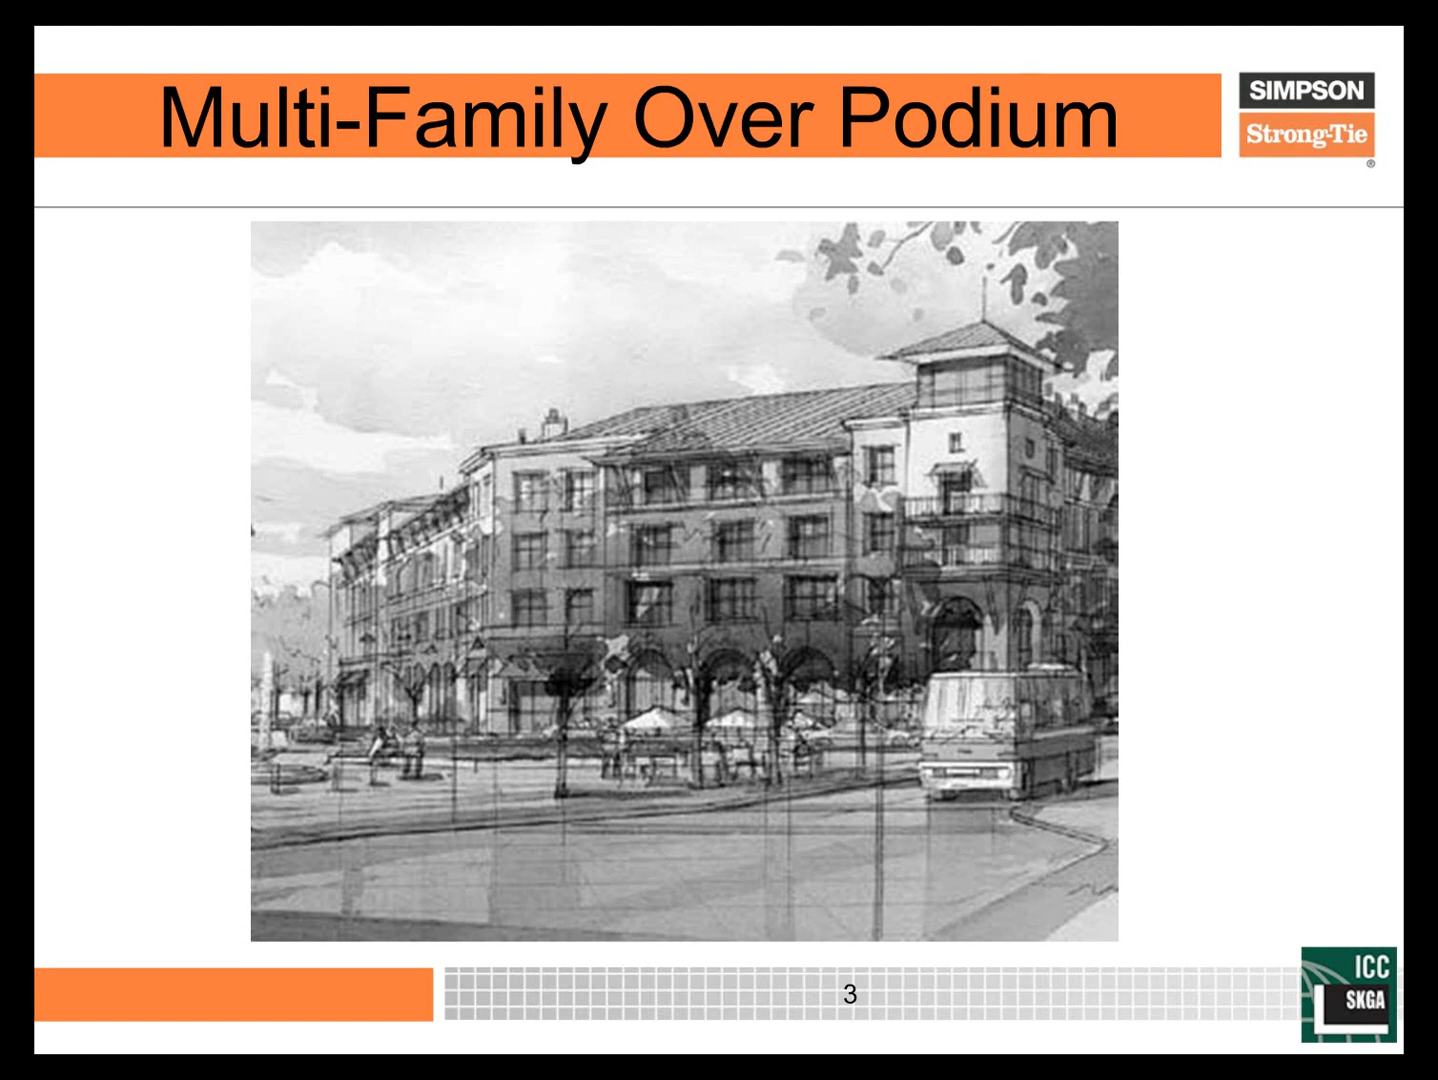 Multi-Family Over Podium
SIMPSON
Strong-Tie
®
3
ICC
SKGA